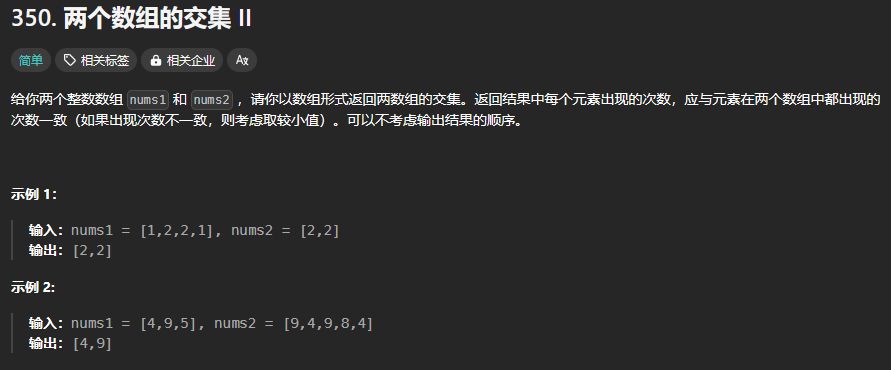 350. 两个数组的交集 II
简单 相关标签 相关企业 A
给你两个整数数组 nums1 和 nums2 ，请你以数组形式返回两数组的交集。返回结果中每个元素出现的次数，应与元素在两个数组中都出现的
次数一致（如果出现次数不一致，则考虑取较小值）。可以不考虑输出结果的顺序。
示例 1：
输入：nums1 = [1,2,2,1], nums2 = [2,2]
输出：[2,2]
示例 2:
输入：nums1 = [4,9,5], nums2 = [9,4,9,8,4]
输出：[4,9]